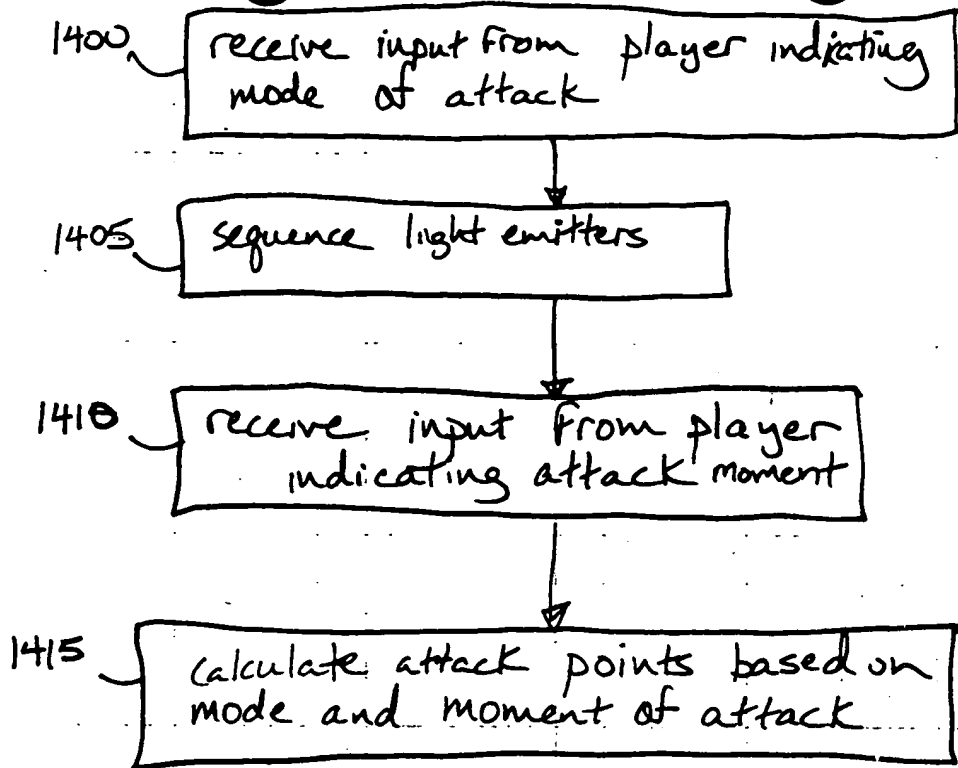 1400
receive input from player indicating
mode of attack
1405
sequence light emitters
1410
receive input from player
indicating attack moment
1415
calculate attack points based on
mode and moment of attack